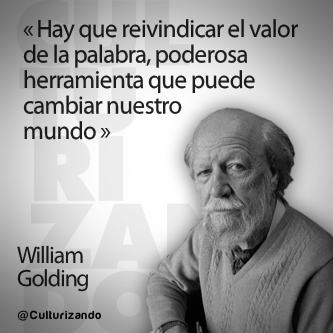 « Hay que reivindicar el valor
de la palabra, poderosa
herramienta que puede
cambiar nuestro
mundo »
William
Golding
@Culturizando